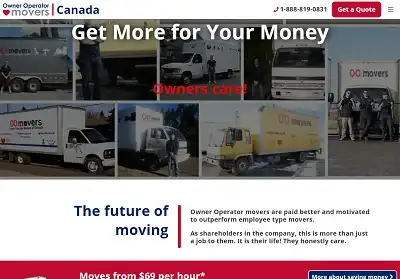 Owner Operator
movers
Canada
1-888-819-0831
Get a Quote
Get More for Your Money
Owners care!
movers
movers
movers
The future of
moving
Owner Operator movers are paid better and motivated
to outperform employee type movers.
As shareholders in the company, this is more than just
a job to them. It is their life! They honestly care.
Moves from $69 per hour*
More about saving money